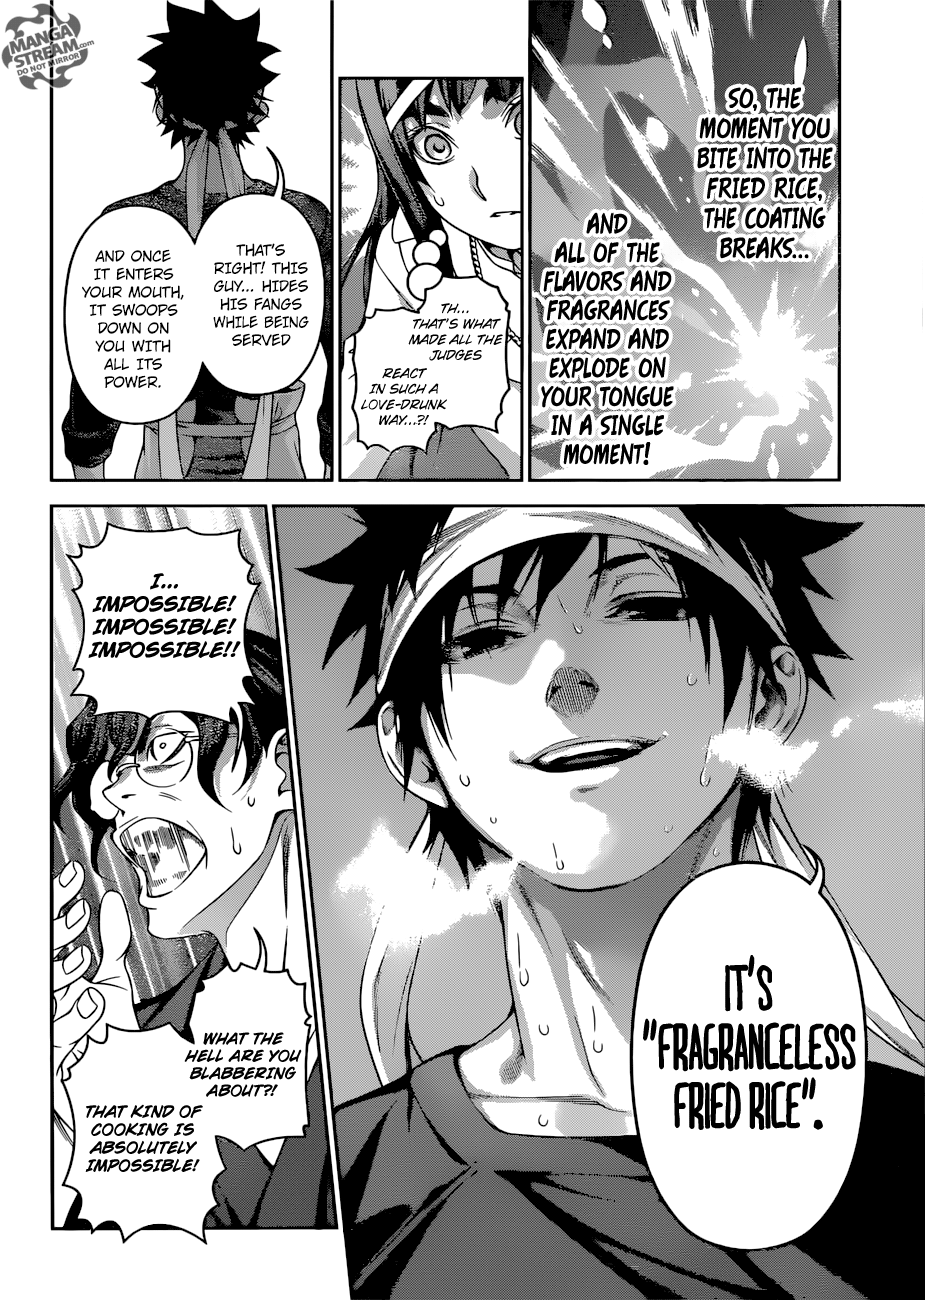 MANGA
STREAM.com
DO NOT MIRROR
SO, THE
MOMENT YOU
BITE INTO THE
FRIED RICE,
THE COATING
BREAKS...
AND
ALL OF THE
FLAVORS AND
FRAGRANCES
EXPAND AND
EXPLODE ON
YOUR TONGUE
IN A SINGLE
MOMENT!
TH...
THAT'S WHAT
MADE ALL THE
JUDGES
REACT
IN SUCH A
LOVE-DRUNK
WAY...?!
THAT'S
RIGHT! THIS
GUY... HIDES
HIS FANGS
WHILE BEING
SERVED
AND ONCE
IT ENTERS
YOUR MOUTH,
IT SWOOPS
DOWN ON
YOU WITH
ALL ITS
POWER.
IT'S
"FRAGRANCELESS
FRIED RICE".
I...
IMPOSSIBLE!
IMPOSSIBLE!
IMPOSSIBLE!!
WHAT THE
HELL ARE YOU
BLABBERING
ABOUT?!
THAT KIND OF
COOKING IS
ABSOLUTELY
IMPOSSIBLE!